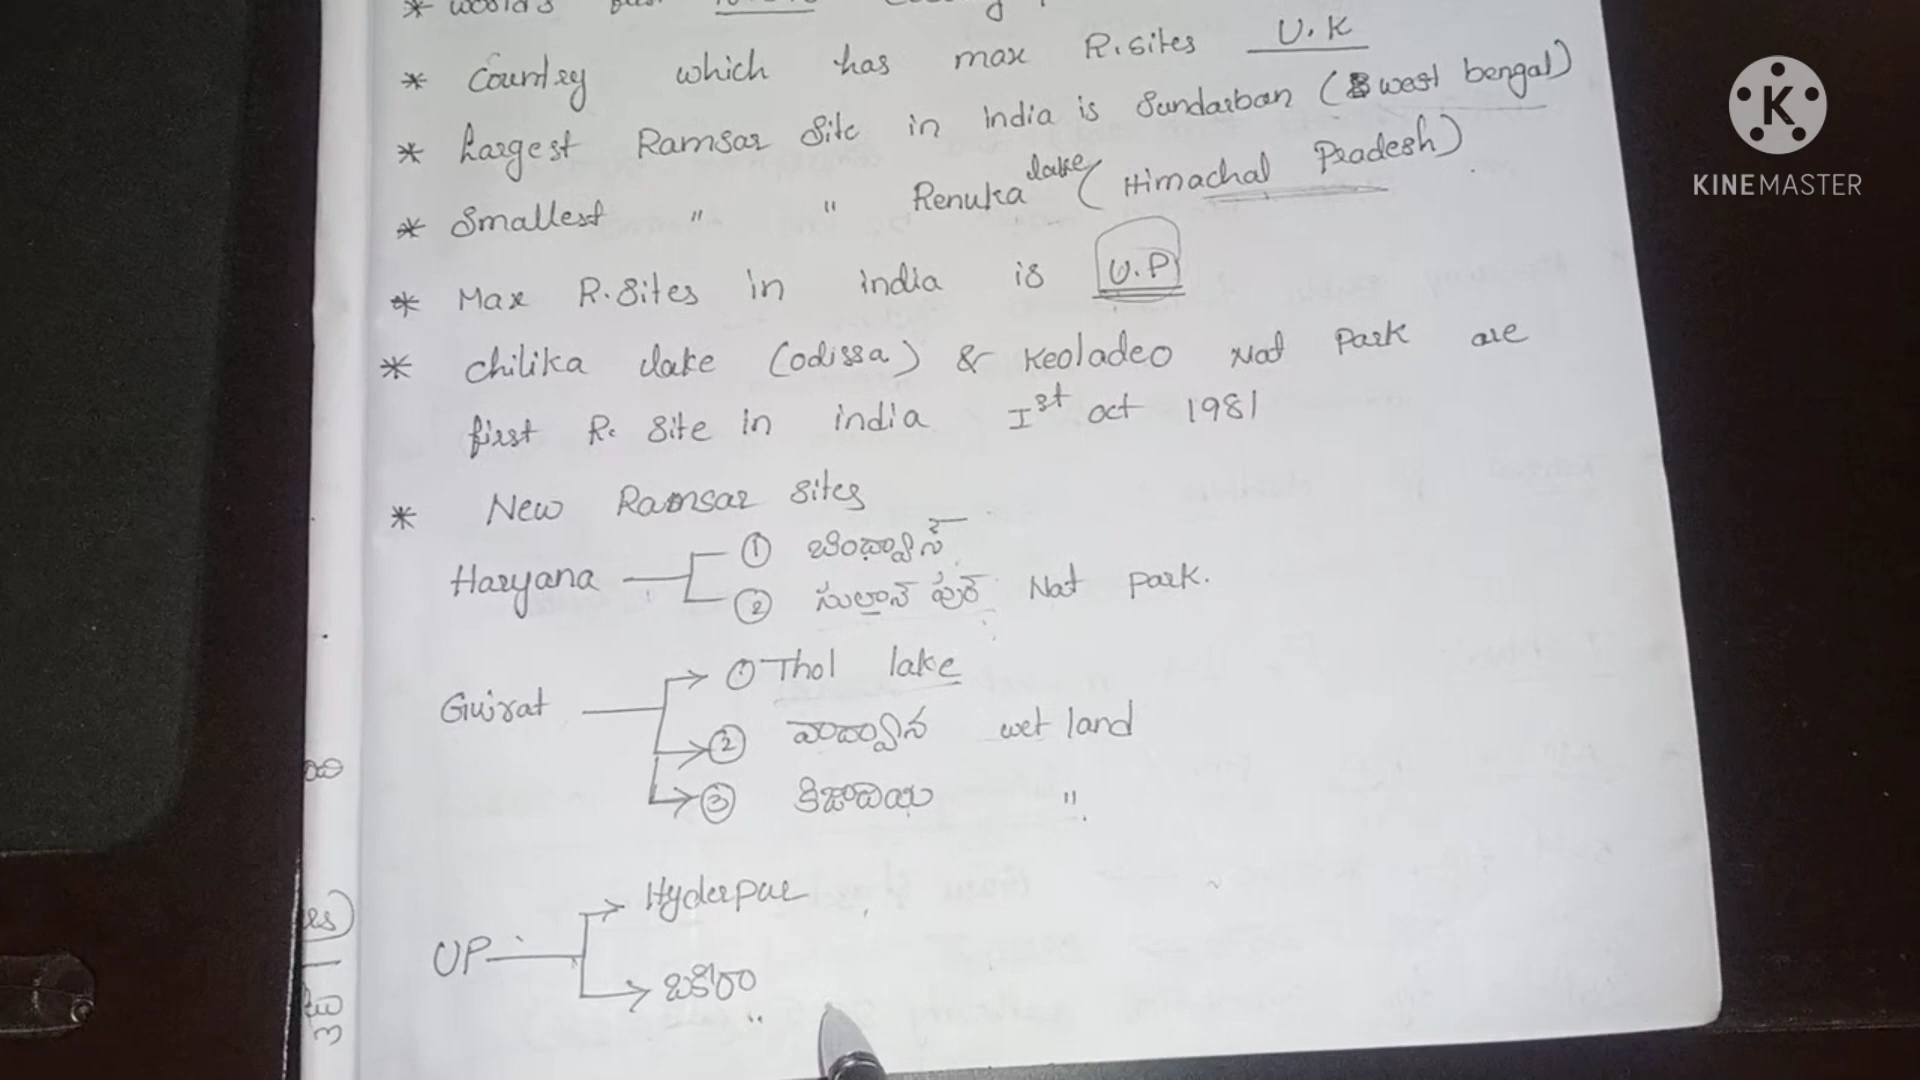 * Country which has max R.sites U.K
* Largest Ramsar Site in India is Sundarban (west bengal)
* Smallest " " Renuka lake (Himachal Pradesh)
* Max R.Sites in india is U.P
* Chilika lake (odissa) & Keoladeo Nat Park are
first R. Site in india Ist oct 1981
* New Ramsar Sites
Haryana ① బింధ్వాస్
② సుల్తాన్ పుర్ Nat park.
Gujrat ① Thol lake
② వాద్వాన wet land
③ కిజాదియ "
UP Hyderpur
బకిరా
KINEMASTER